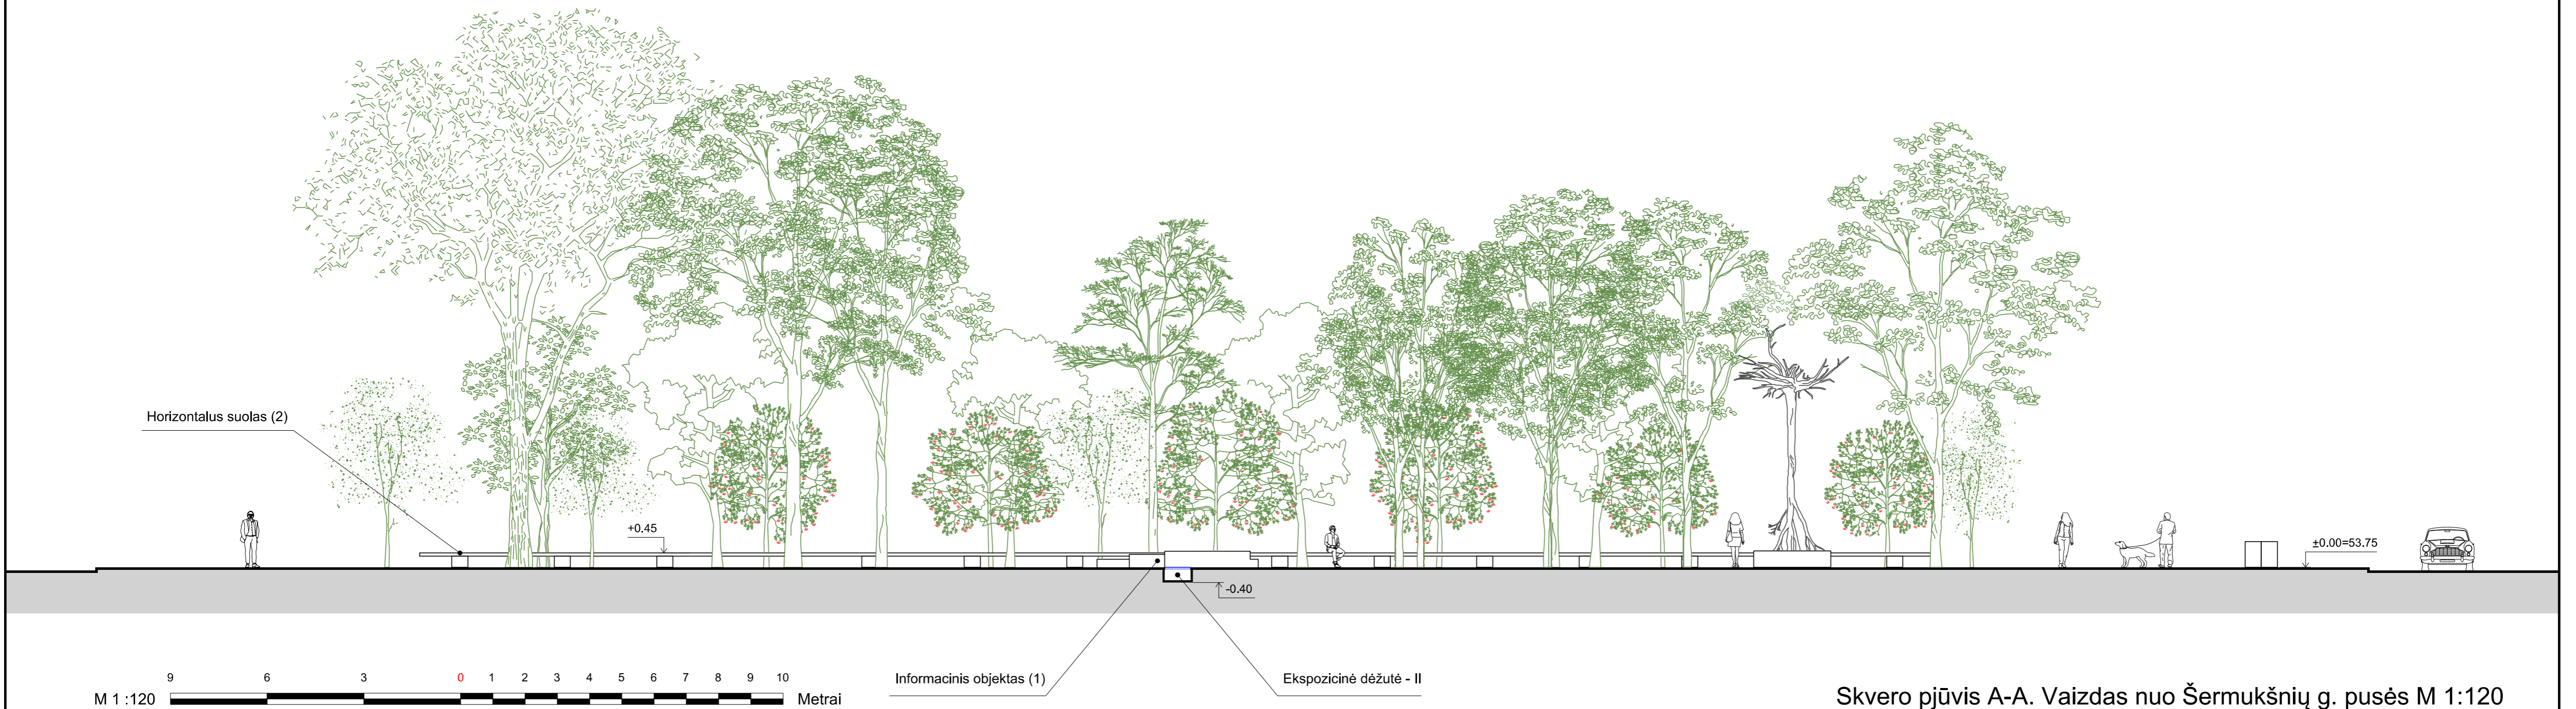 Horizontalus suolas (2)
+0.45
±0.00=53.75
-0.40
Informacinis objektas (1)
Ekspozicinė dėžutė - II
9 6 3 0 1 2 3 4 5 6 7 8 9 10
M 1 :120
Metrai
Skvero pjūvis A-A. Vaizdas nuo Šermukšnių g. pusės M 1:120